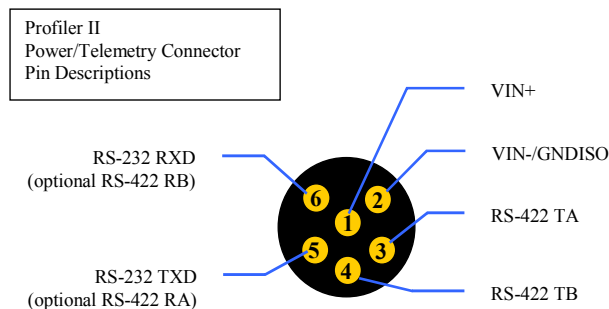 Profiler II
Power/Telemetry Connector
Pin Descriptions
VIN+
RS-232 RXD
(optional RS-422 RB)
VIN-/GNDISO
6
2
1
RS-422 TA
5
3
4
RS-232 TXD
(optional RS-422 RA)
RS-422 TB